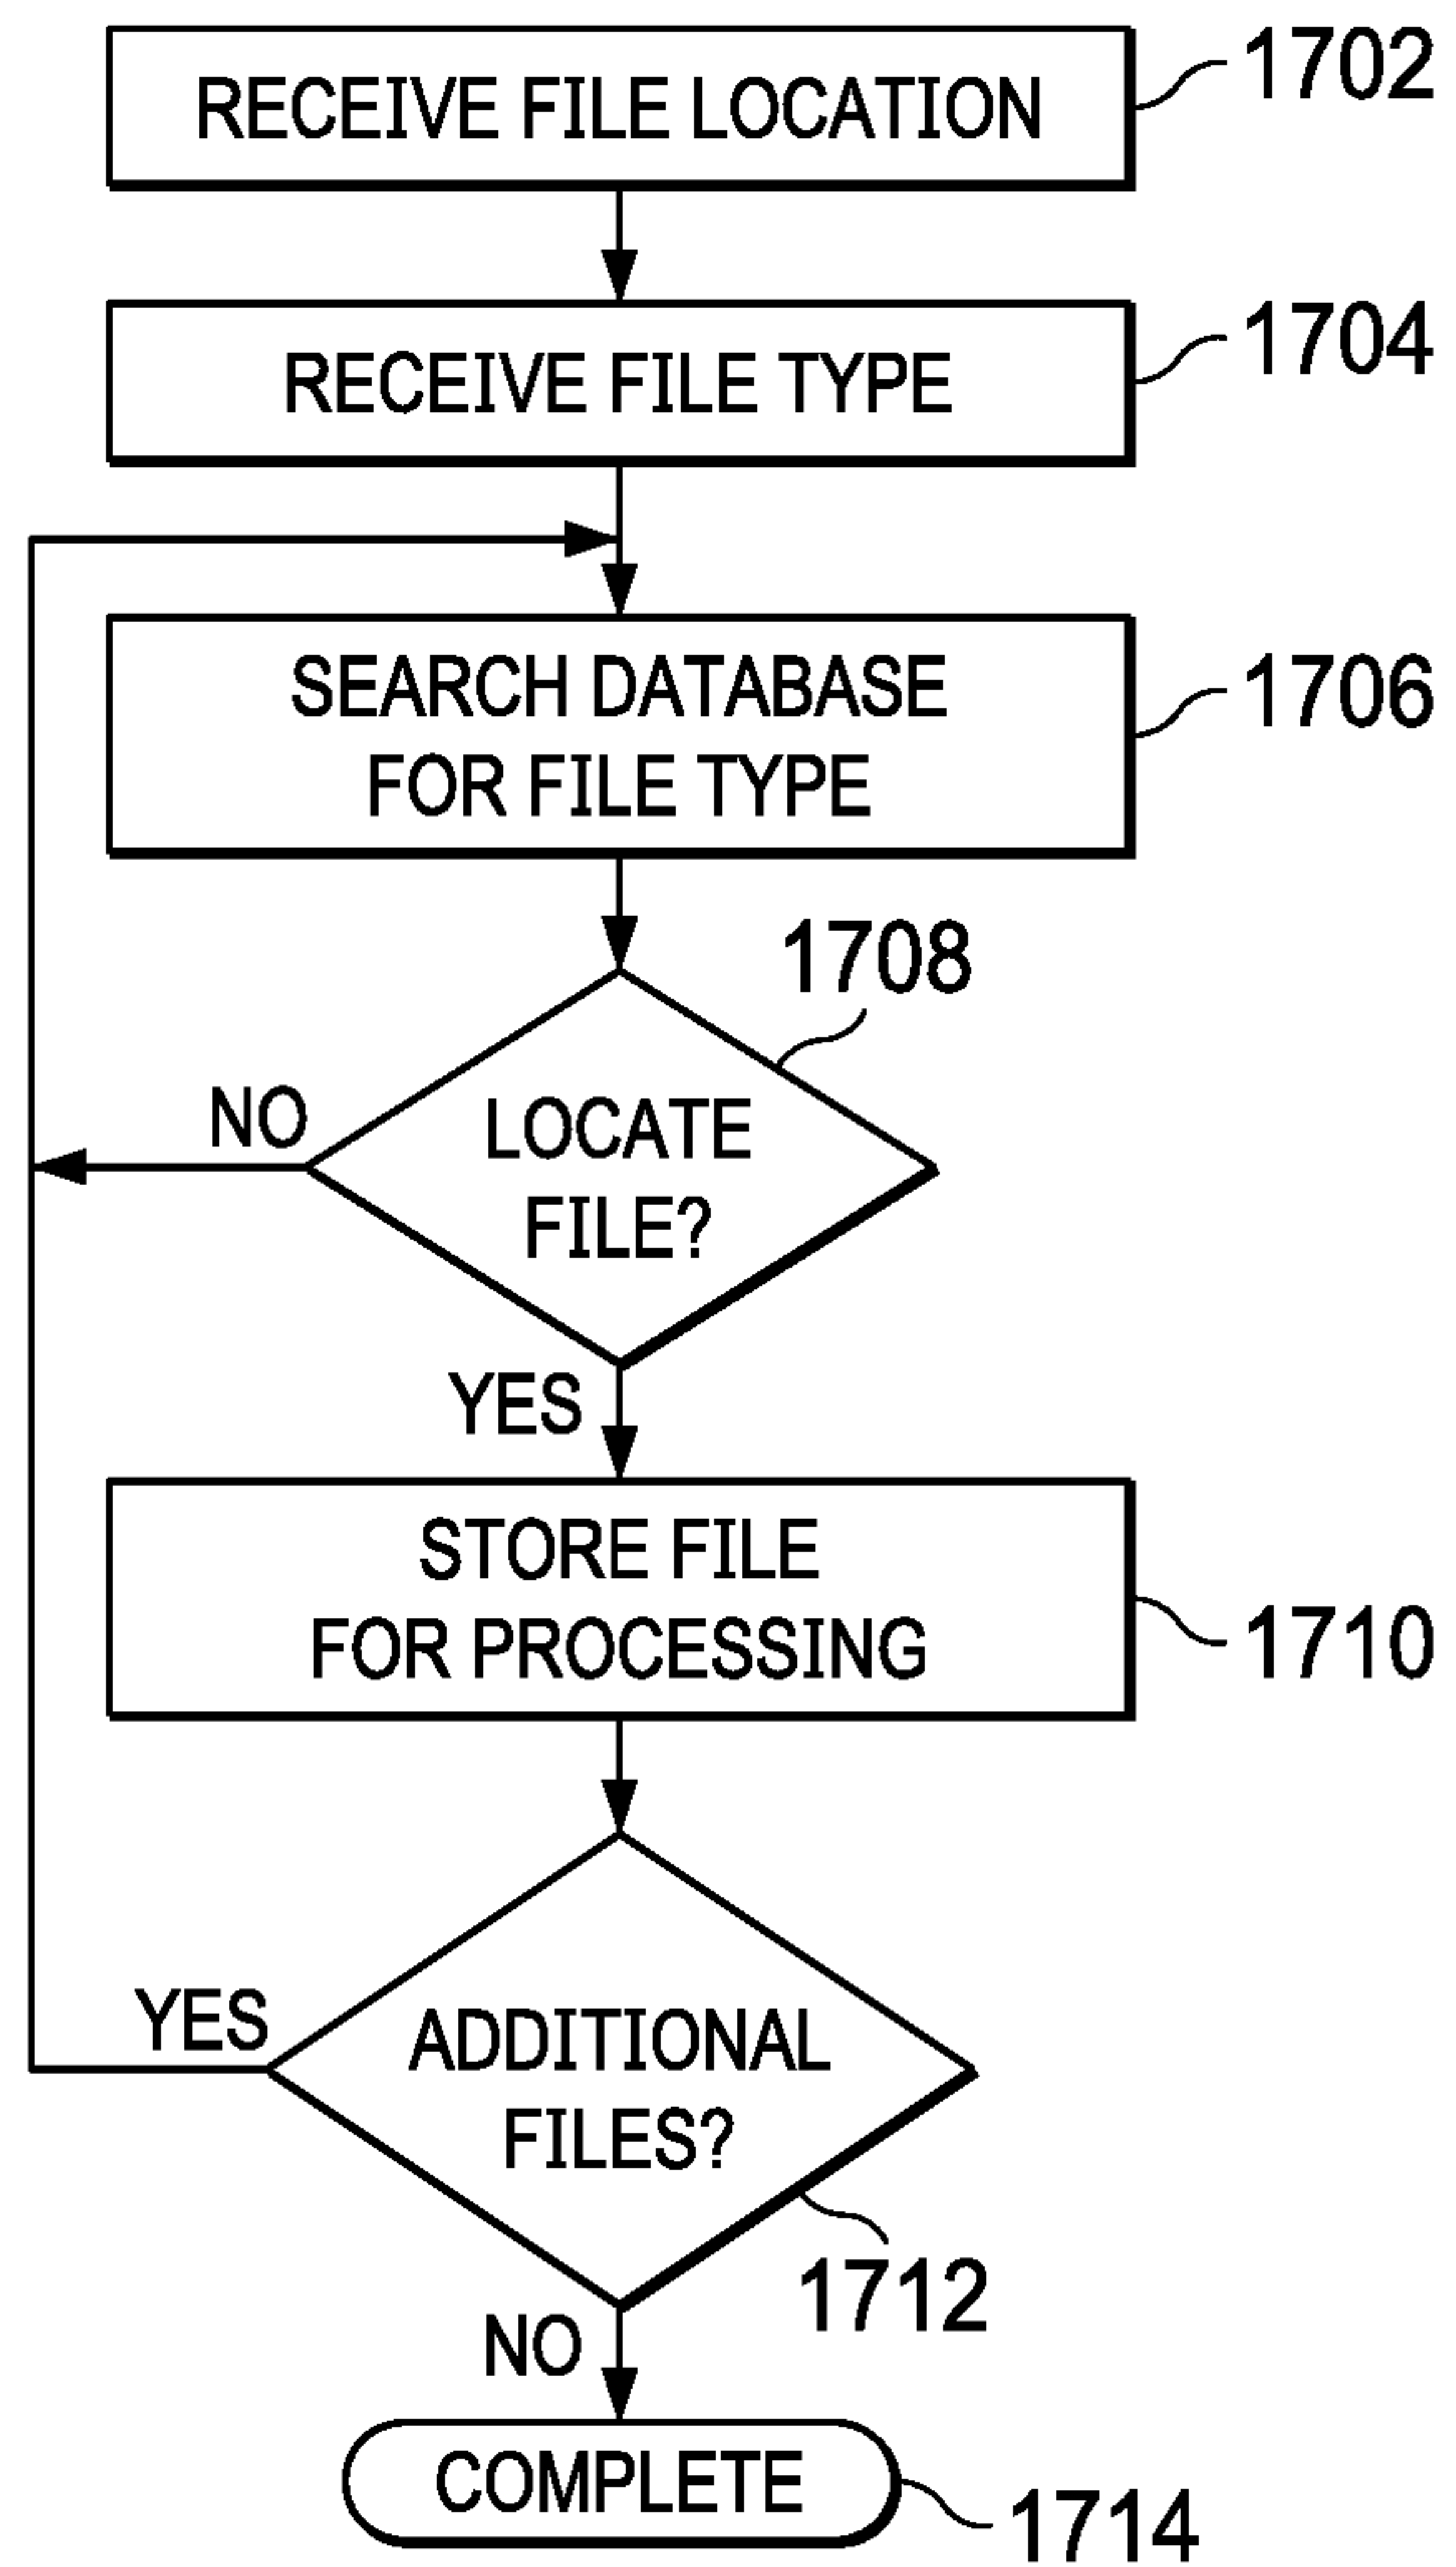 RECEIVE FILE LOCATION
1702
RECEIVE FILE TYPE
1704
SEARCH DATABASE
FOR FILE TYPE
1706
1708
LOCATE
FILE?
NO
YES
STORE FILE
FOR PROCESSING
1710
ADDITIONAL
FILES?
YES
1712
NO
COMPLETE
1714